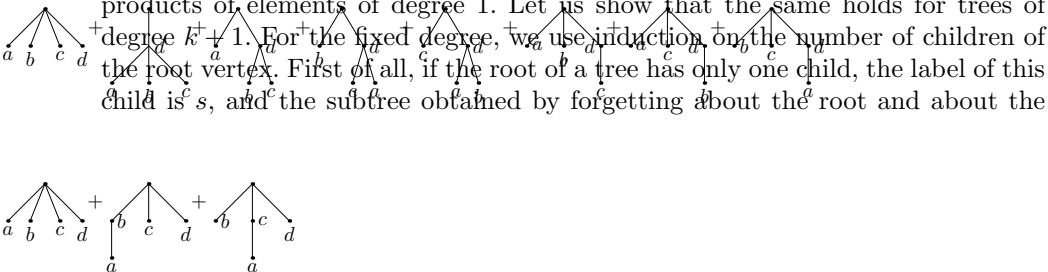 products of elements of degree 1. Let us show that the same holds for trees of
degree k + 1. For the fixed degree, we use induction on the number of children of
the root vertex. First of all, if the root of a tree has only one child, the label of this
child is s, and the subtree obtained by forgetting about the root and about the
+ + + + + + +
a b c d d a d b d c d a b d a c d b c d
a b c b c c a a b c b a
+ +
a b c d b c d b c d
a a